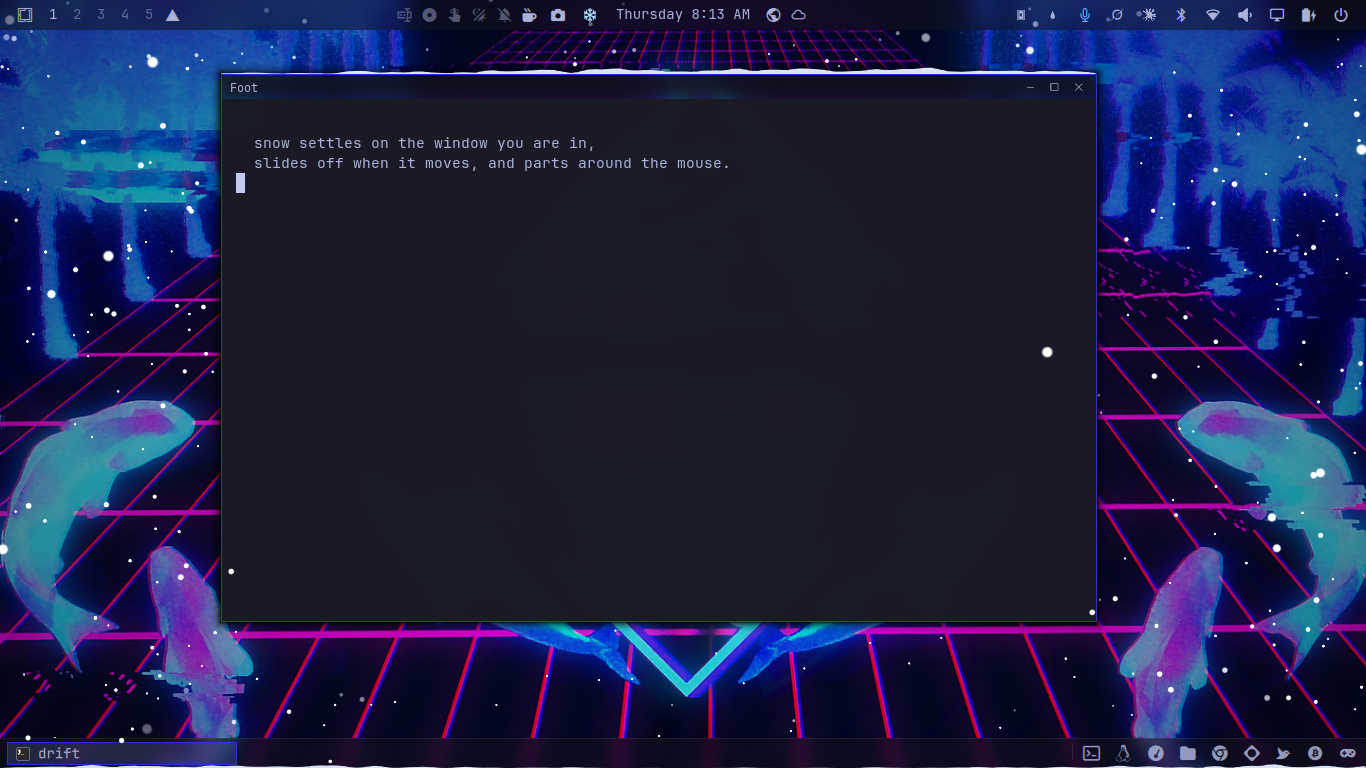 1 2 3 4 5
Thursday 8:13 AM
Foot
snow settles on the window you are in,
slides off when it moves, and parts around the mouse.
drift